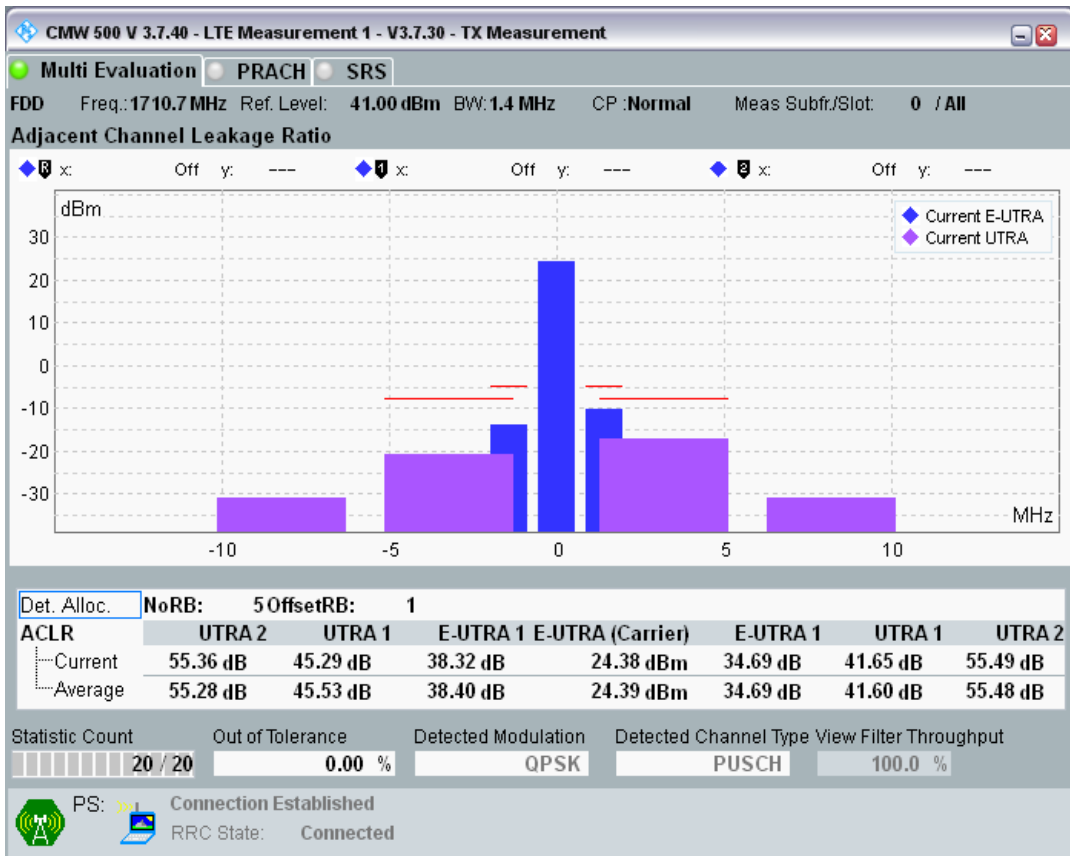 CMW 500 V 3.7.40 - LTE Measurement 1 - V3.7.30 - TX Measurement
Multi Evaluation PRACH SRS
FDD Freq.: 1710.7 MHz Ref. Level: 41.00 dBm BW: 1.4 MHz CP : Normal Meas Subfr./Slot: 0 / All
Adjacent Channel Leakage Ratio
R x: Off y: --- 1 x: Off y: --- 2 x: Off y: ---
dBm
Current E-UTRA
Current UTRA
30
20
10
0
-10
-20
-30
MHz
-10 -5 0 5 10
Det. Alloc. NoRB: 5 OffsetRB: 1
ACLR UTRA 2 UTRA 1 E-UTRA 1 E-UTRA (Carrier) E-UTRA 1 UTRA 1 UTRA 2
Current 55.36 dB 45.29 dB 38.32 dB 24.38 dBm 34.69 dB 41.65 dB 55.49 dB
Average 55.28 dB 45.53 dB 38.40 dB 24.39 dBm 34.69 dB 41.60 dB 55.48 dB
Statistic Count Out of Tolerance Detected Modulation Detected Channel Type View Filter Throughput
20 / 20 0.00 % QPSK PUSCH 100.0 %
PS: Connection Established
RRC State: Connected